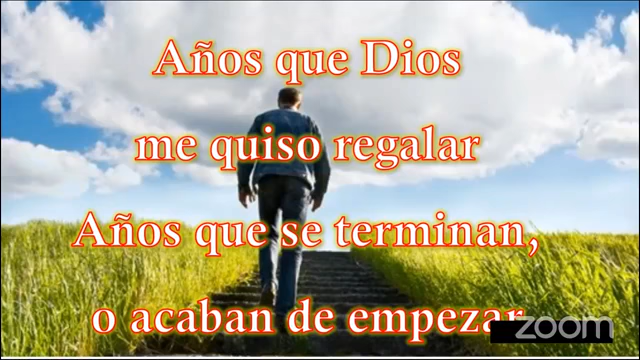 Años que Dios
me quiso regalar
Años que se terminan,
o acaban de empezar
zoom